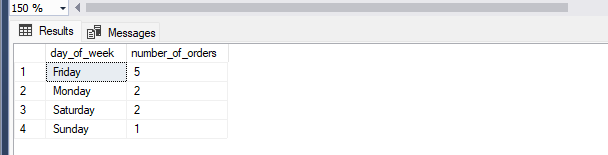 150 %
Results Messages
day_of_week number_of_orders
1 Friday 5
2 Monday 2
3 Saturday 2
4 Sunday 1